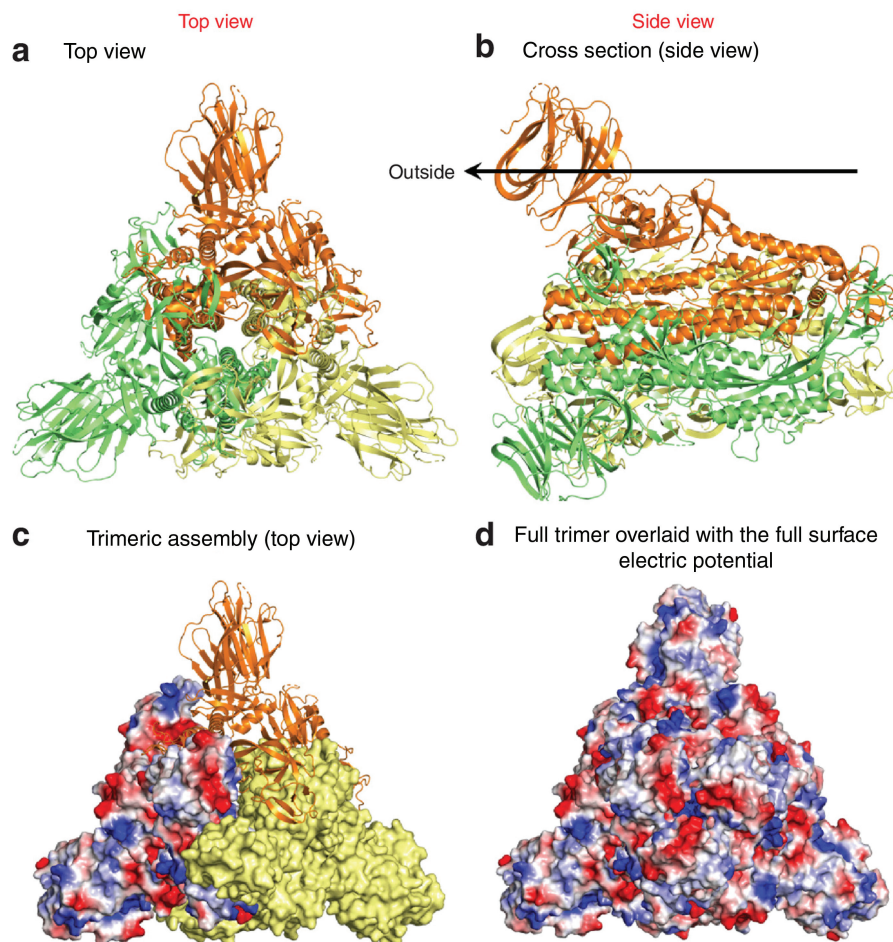 Top view
Side view
a Top view
b Cross section (side view)
Outside
c Trimeric assembly (top view)
d Full trimer overlaid with the full surface
electric potential